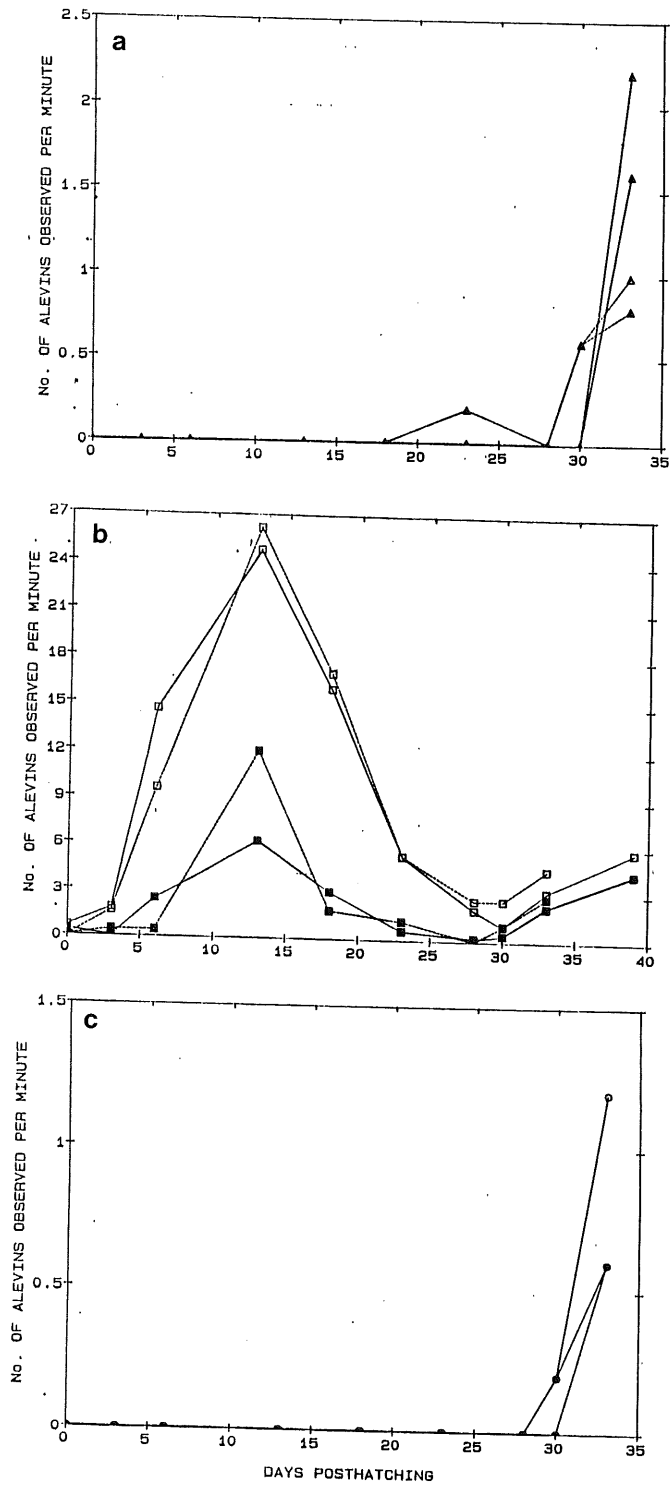 a
2.5
2
1.5
1
0.5
0
0 5 10 15 20 25 30 35
No. OF ALEVINS OBSERVED PER MINUTE
b
27
24
21
18
15
12
9
6
3
0
0 5 10 15 20 25 30 35 40
No. OF ALEVINS OBSERVED PER MINUTE
c
1.5
1
0.5
0
0 5 10 15 20 25 30 35
No. OF ALEVINS OBSERVED PER MINUTE
DAYS POSTHATCHING